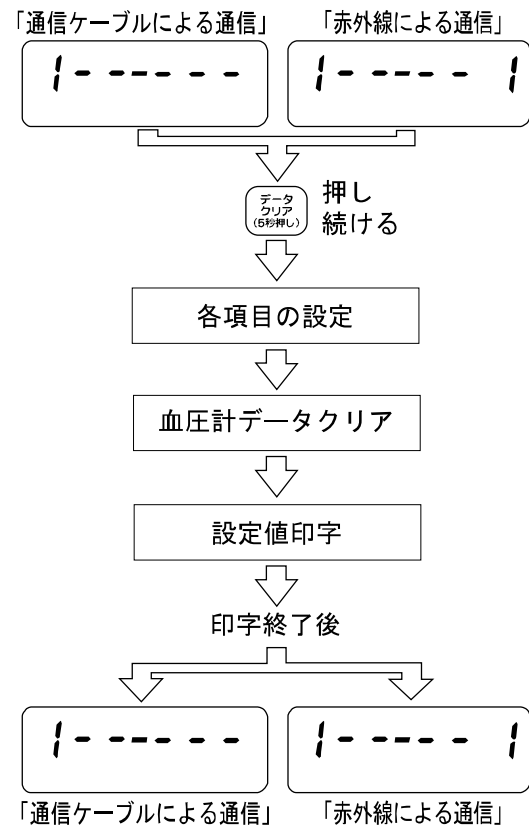 「通信ケーブルによる通信」 「赤外線による通信」
1----- 1---- 1
データ
クリア
(5秒押し)
押し
続ける
各項目の設定
血圧計データクリア
設定値印字
印字終了後
1----- 1---- 1
「通信ケーブルによる通信」 「赤外線による通信」